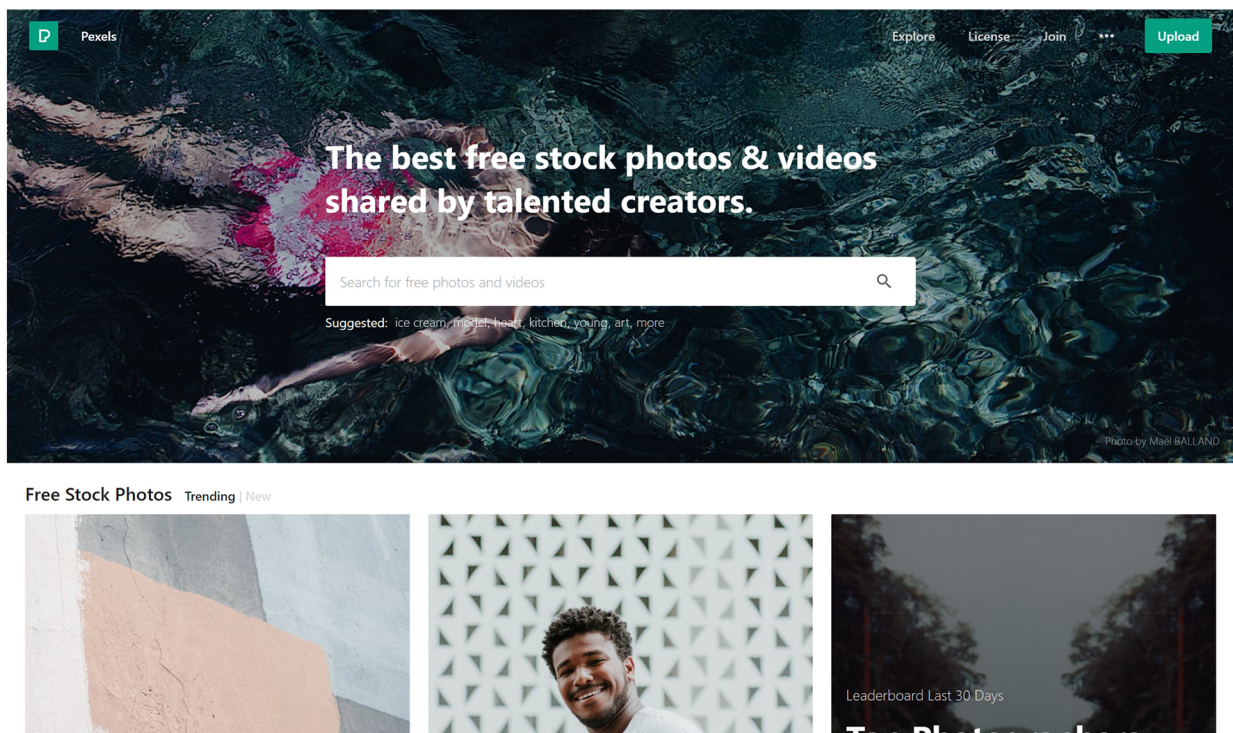 Pexels
Explore License Join ••• Upload
The best free stock photos & videos
shared by talented creators.
Search for free photos and videos
Suggested: ice cream, model, heart, kitchen, young, art, more
Photo by Maël BALLAND
Free Stock Photos Trending | New
Leaderboard Last 30 Days
Top Photographers